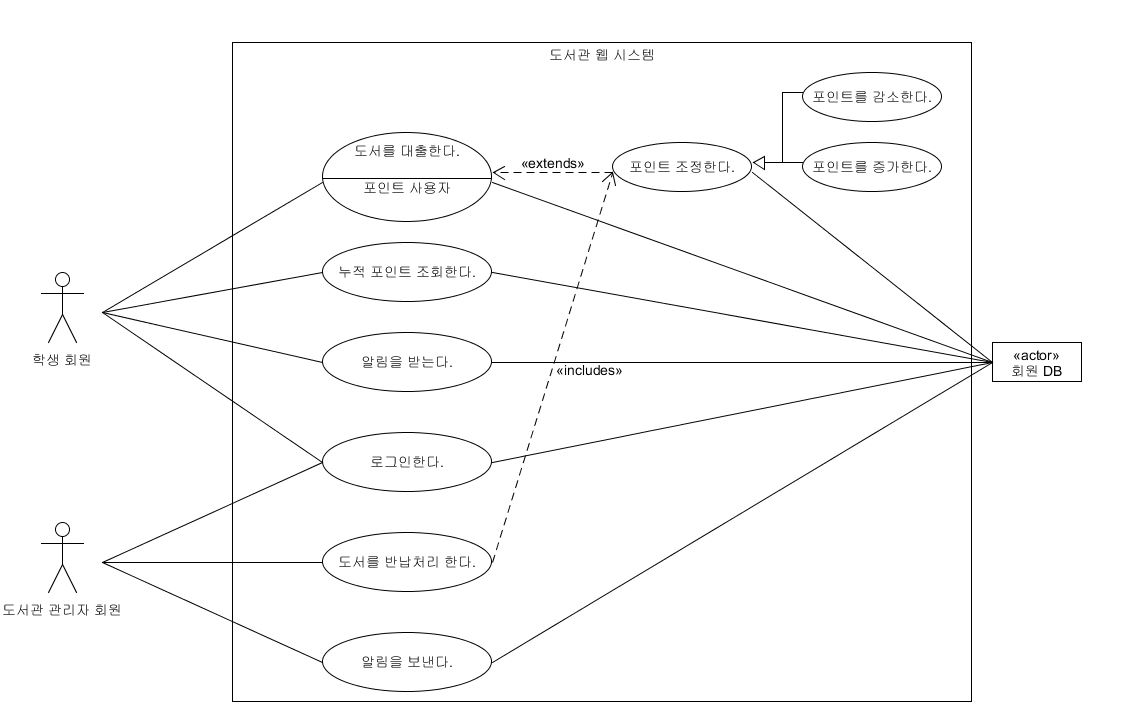 도서관 웹 시스템
포인트를 감소한다.
도서를 대출한다.
«extends»
포인트 조정한다.
포인트를 증가한다.
포인트 사용자
누적 포인트 조회한다.
학생 회원
알림을 받는다.
«includes»
«actor»
회원 DB
로그인한다.
도서를 반납처리 한다.
도서관 관리자 회원
알림을 보낸다.